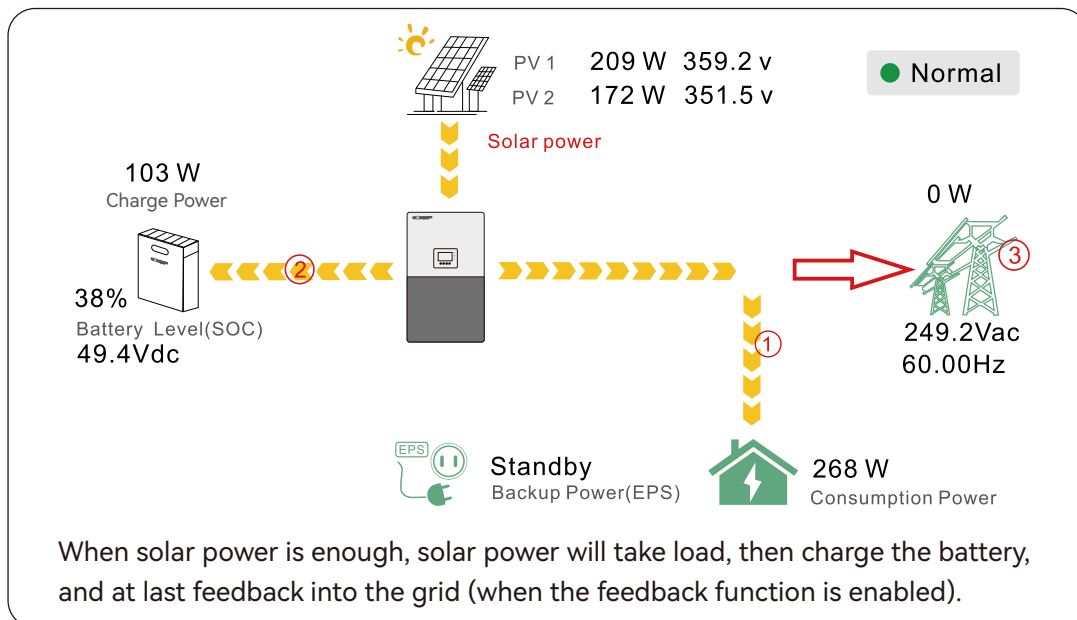 PV 1 209 W 359.2 v
PV 2 172 W 351.5 v
Normal
Solar power
103 W
Charge Power
0 W
38%
Battery Level(SOC)
49.4Vdc
②
③
249.2Vac
60.00Hz
①
EPS
Standby
Backup Power(EPS)
268 W
Consumption Power
When solar power is enough, solar power will take load, then charge the battery,
and at last feedback into the grid (when the feedback function is enabled).